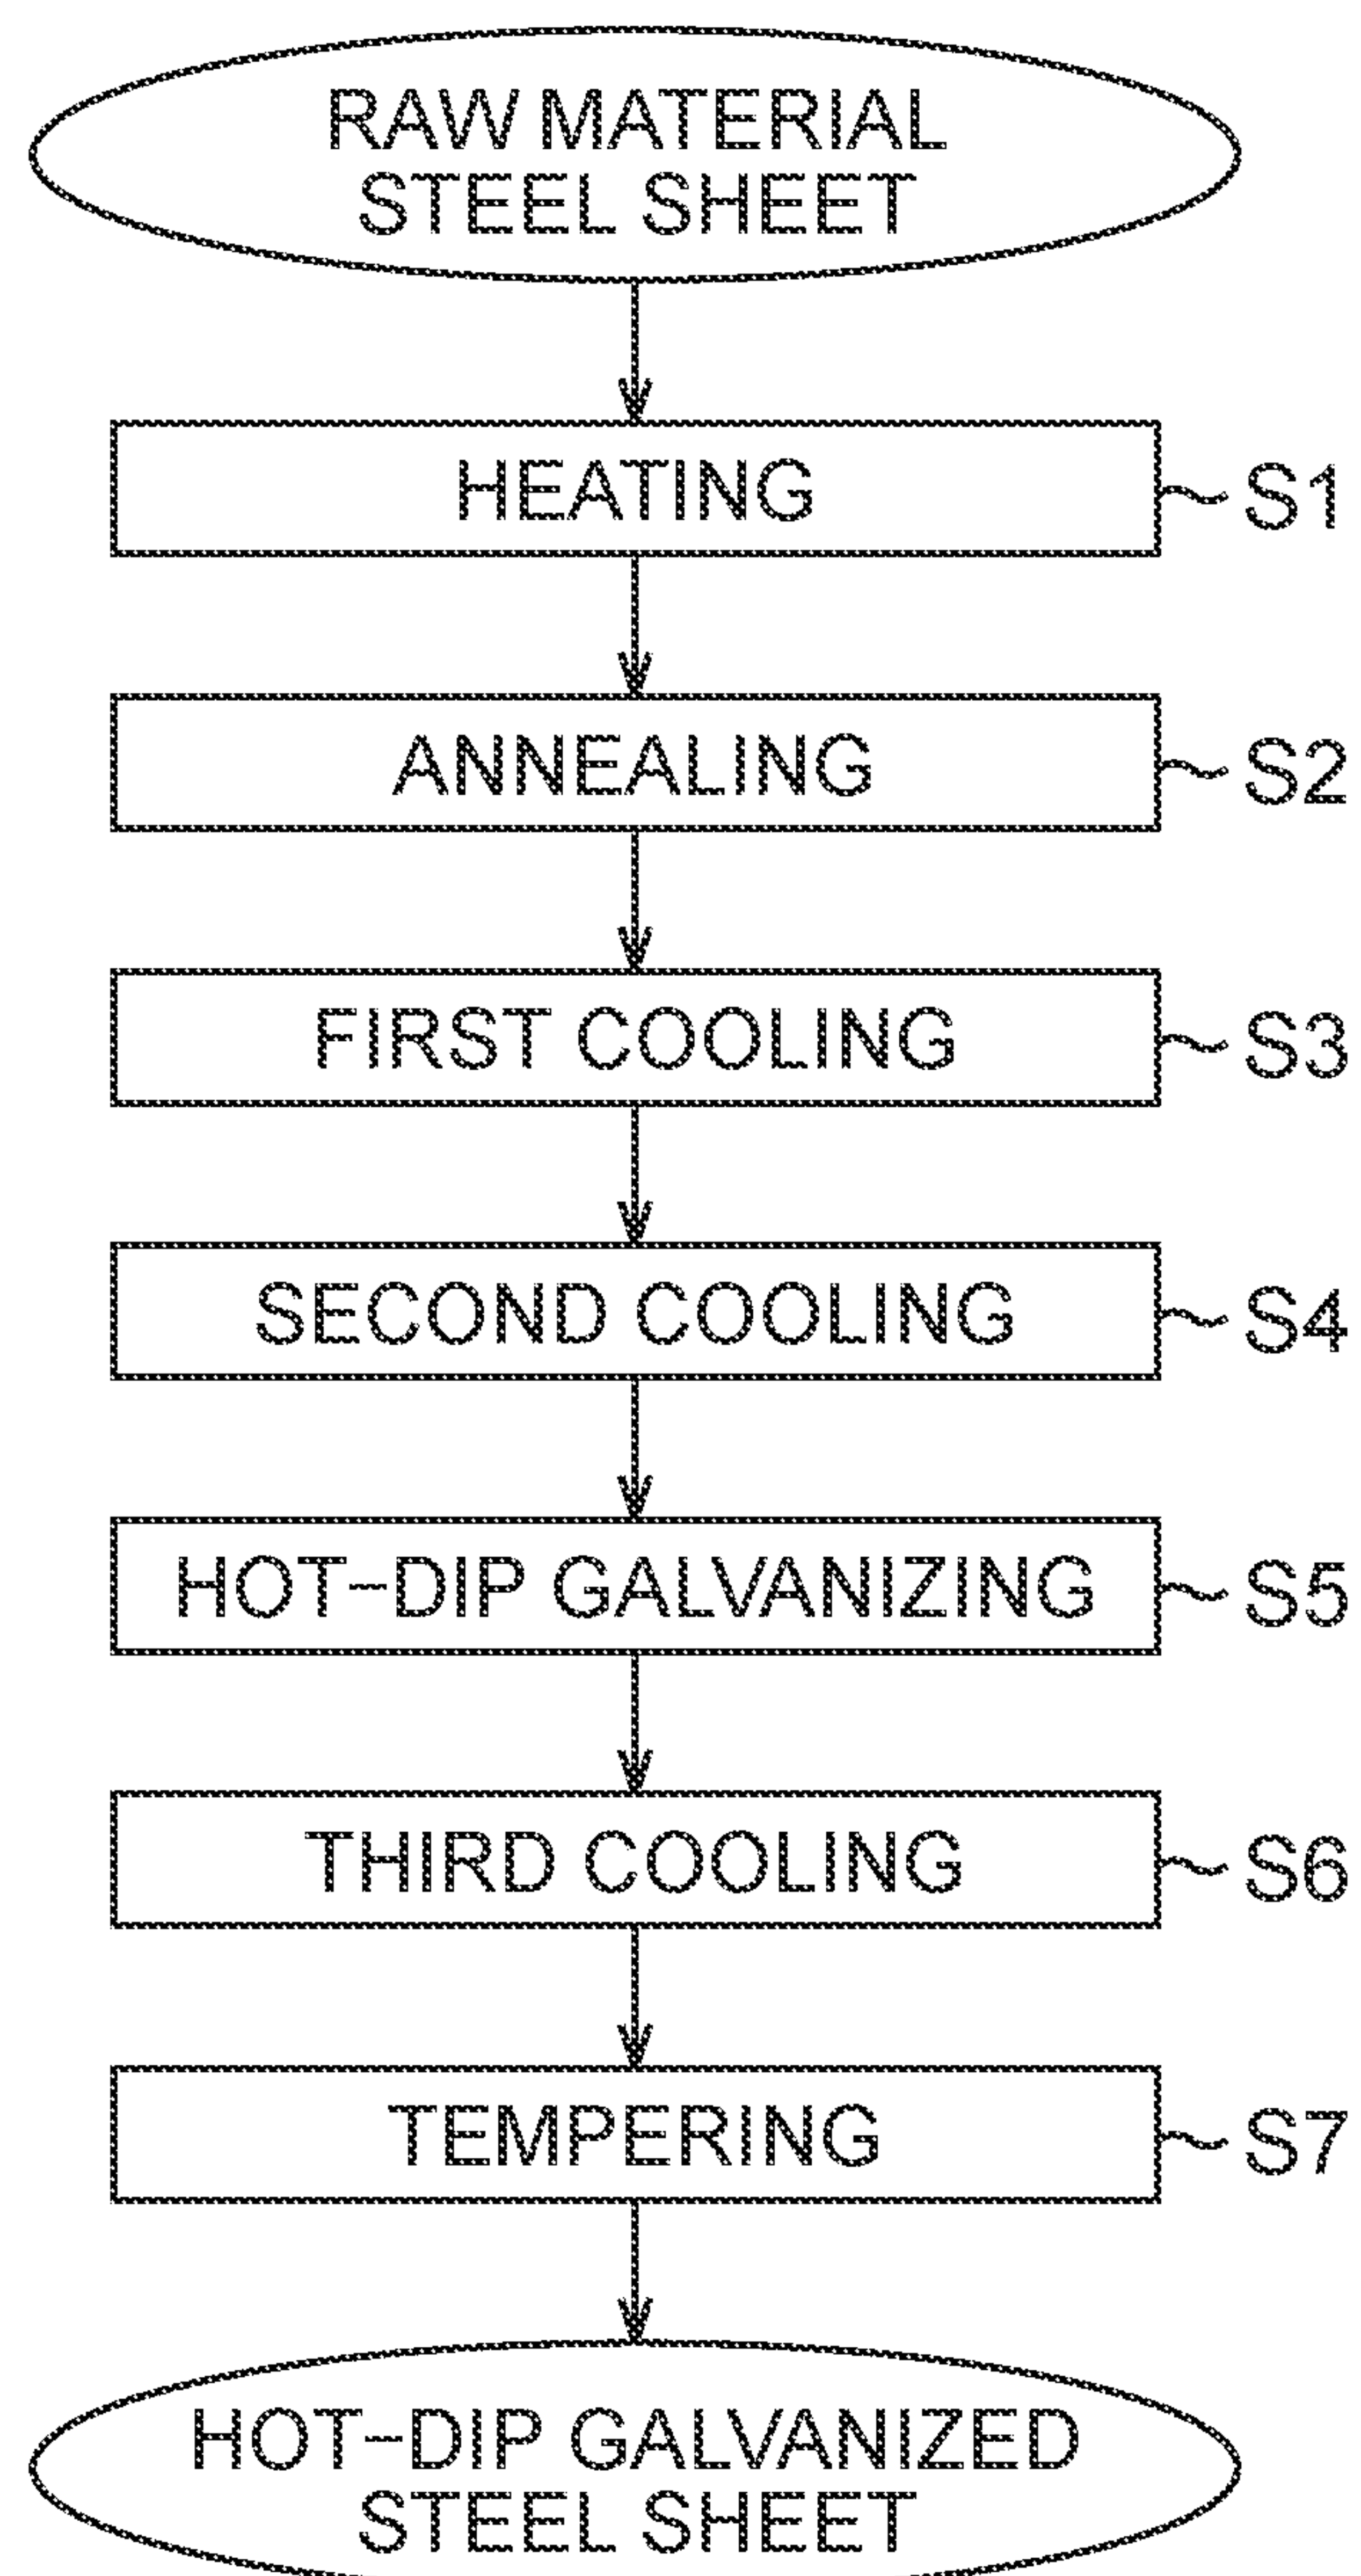 RAW MATERIAL
STEEL SHEET
HEATING
S1
ANNEALING
S2
FIRST COOLING
S3
SECOND COOLING
S4
HOT-DIP GALVANIZING
S5
THIRD COOLING
S6
TEMPERING
S7
HOT-DIP GALVANIZED
STEEL SHEET